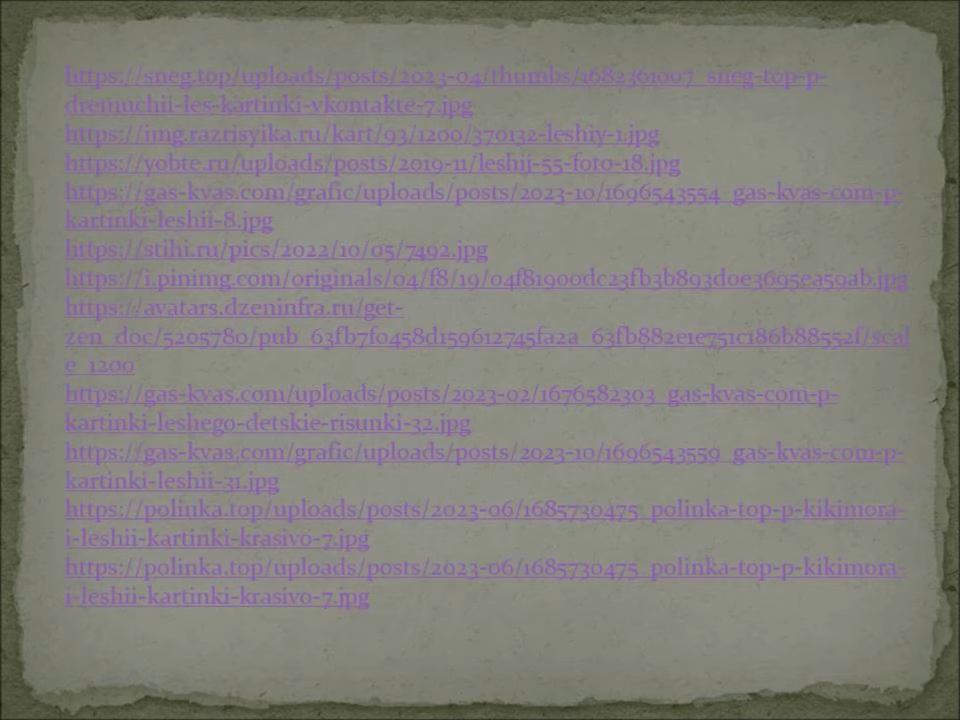 https://sneg.top/uploads/posts/2023-04/thumbs/1682361007_sneg-top-p-
dremuchii-les-kartinki-vkontakte-7.jpg
https://img.razrisyika.ru/kart/93/1200/370132-leshiy-1.jpg
https://yobte.ru/uploads/posts/2019-11/leshij-55-foto-18.jpg
https://gas-kvas.com/grafic/uploads/posts/2023-10/1696543554_gas-kvas-com-p-
kartinki-leshii-8.jpg
https://stihi.ru/pics/2022/10/05/7492.jpg
https://i.pinimg.com/originals/04/f8/19/04f81900dc23fb3b893d0e3695ea59ab.jpg
https://avatars.dzeninfra.ru/get-
zen_doc/5205780/pub_63fb7f0458d159612745fa2a_63fb882e1e751c186b88552f/scal
e_1200
https://gas-kvas.com/uploads/posts/2023-02/1676582303_gas-kvas-com-p-
kartinki-leshego-detskie-risunki-32.jpg
https://gas-kvas.com/grafic/uploads/posts/2023-10/1696543559_gas-kvas-com-p-
kartinki-leshii-31.jpg
https://polinka.top/uploads/posts/2023-06/1685730475_polinka-top-p-kikimora-
i-leshii-kartinki-krasivo-7.jpg
https://polinka.top/uploads/posts/2023-06/1685730475_polinka-top-p-kikimora-
i-leshii-kartinki-krasivo-7.jpg